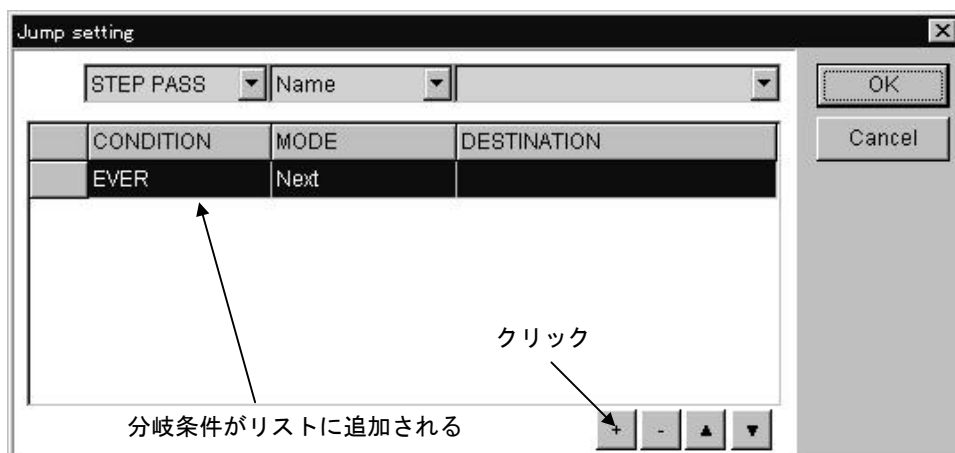 Jump setting
STEP PASS Name OK
CONDITION MODE DESTINATION Cancel
EVER Next
クリック
分岐条件がリストに追加される
+ - ▲ ▼